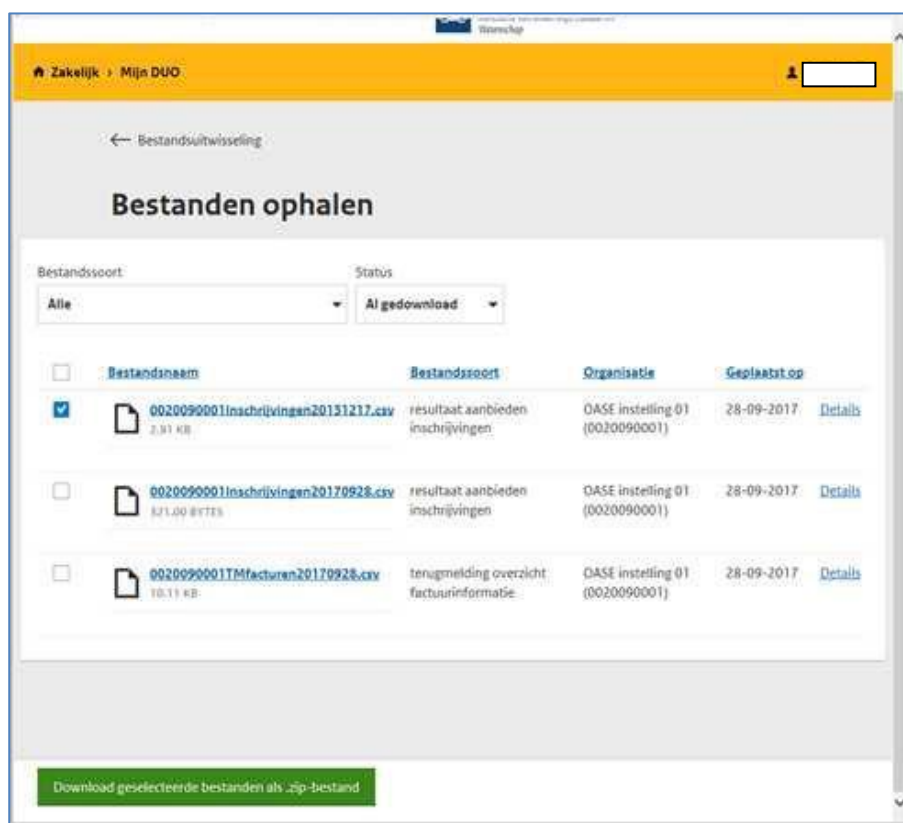 Wetenschap
Zakelijk › Mijn DUO
← Bestandsuitwisseling
Bestanden ophalen
Bestandssoort Status
Alle Al gedownload
Bestandsnaam Bestandssoort Organisatie Geplaatst op
0020090001Inschrijvingen20151217.csv resultaat aanbieden OASE instelling 01 28-09-2017 Details
2.91 KB inschrijvingen (0020090001)
0020090001Inschrijvingen20170928.csv resultaat aanbieden OASE instelling 01 28-09-2017 Details
321.00 BYTES inschrijvingen (0020090001)
0020090001TMfacturen20170928.csv terugmelding overzicht OASE instelling 01 28-09-2017 Details
10.11 KB factuurinformatie (0020090001)
Download geselecteerde bestanden als .zip-bestand